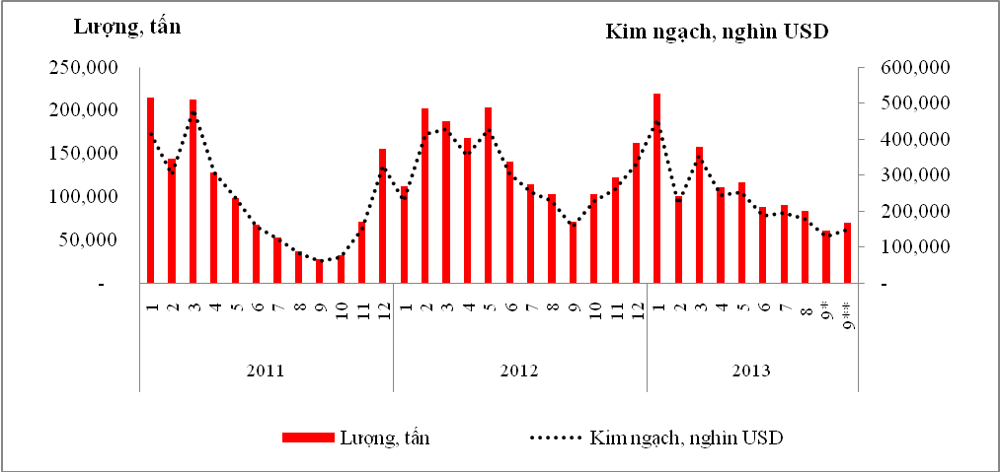 Lượng, tấn
Kim ngạch, nghìn USD
250,000
200,000
150,000
100,000
50,000
-
600,000
500,000
400,000
300,000
200,000
100,000
-
1 2 3 4 5 6 7 8 9 10 11 12 1 2 3 4 5 6 7 8 9 10 11 12 1 2 3 4 5 6 7 8 9* 9**
2011 2012 2013
Lượng, tấn Kim ngạch, nghìn USD